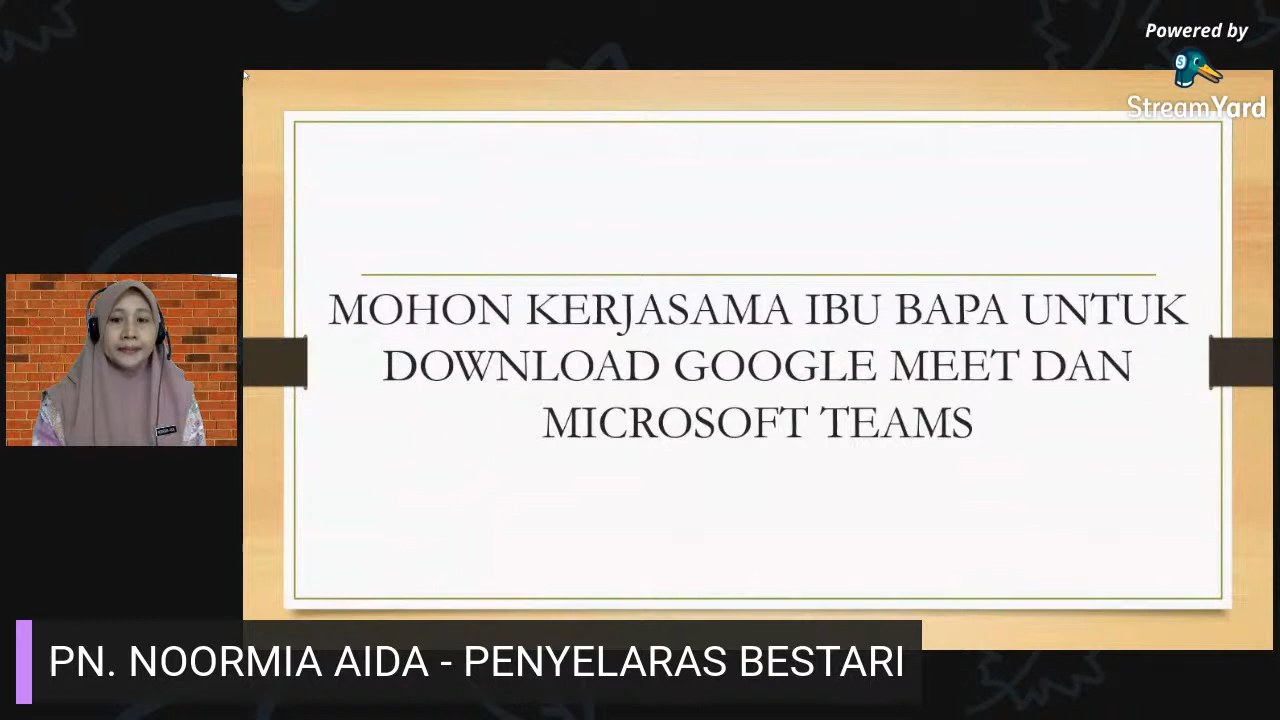 Powered by
StreamYard
MOHON KERJASAMA IBU BAPA UNTUK
DOWNLOAD GOOGLE MEET DAN
MICROSOFT TEAMS
PN. NOORMIA AIDA - PENYELARAS BESTARI